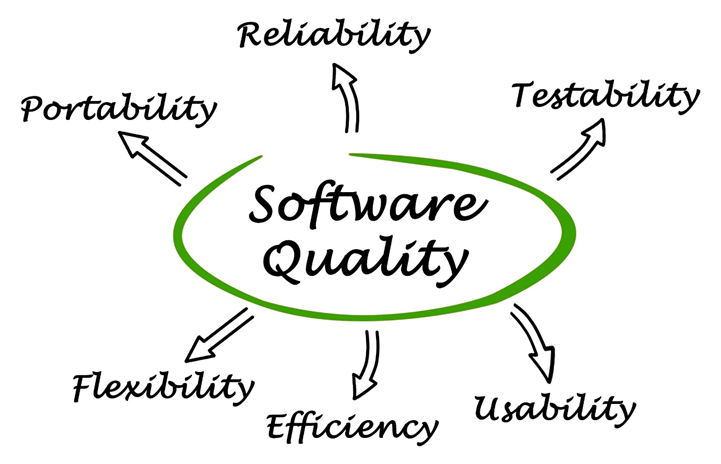 Reliability
Portability
Testability
Software
Quality
Flexibility
Efficiency
Usability